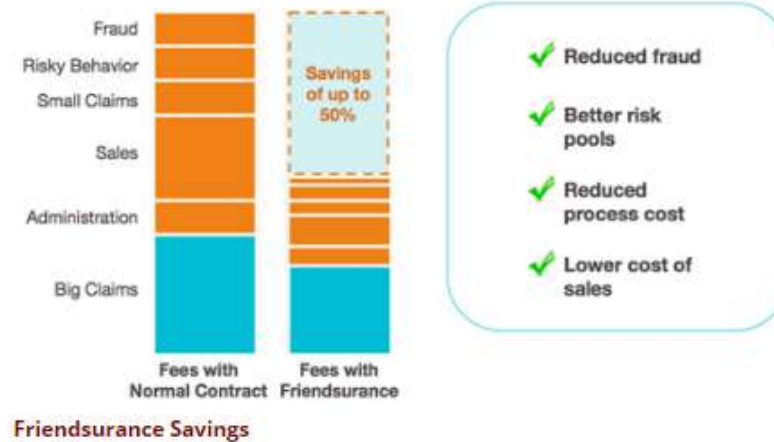 Fraud
Risky Behavior
Small Claims
Sales
Administration
Big Claims
Savings
of up to
50%
Fees with
Normal Contract
Fees with
Friendsurance
Reduced fraud
Better risk
pools
Reduced
process cost
Lower cost of
sales
Friendsurance Savings